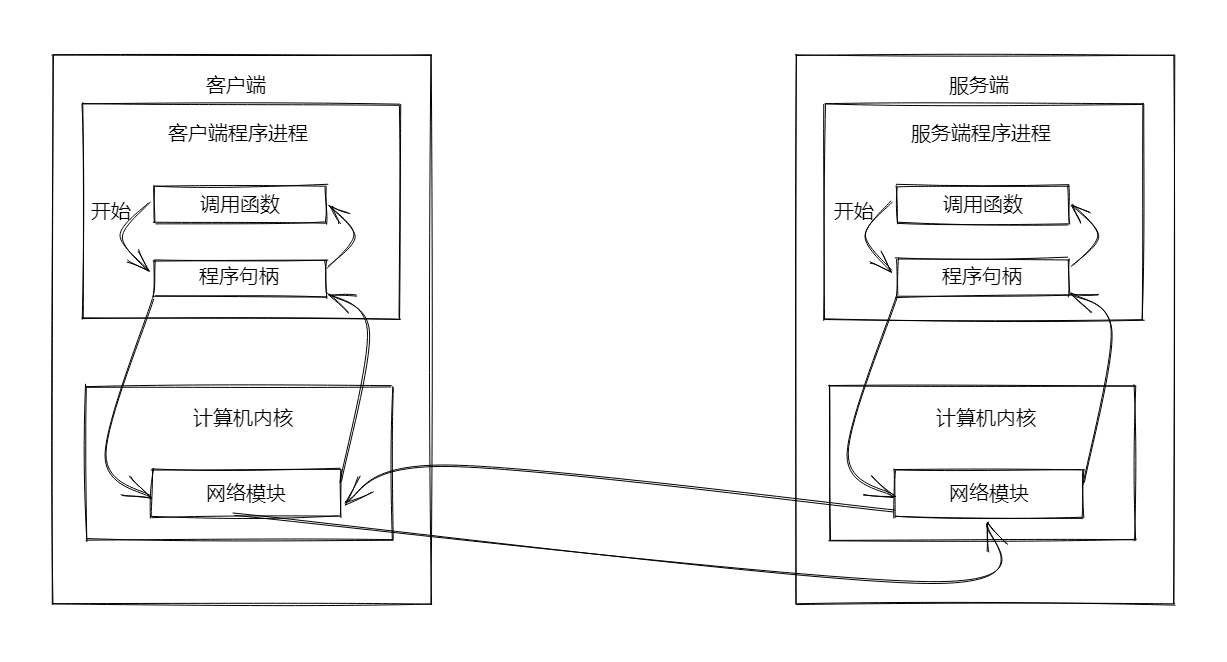 客户端
客户端程序进程
开始
调用函数
程序句柄
计算机内核
网络模块
服务端
服务端程序进程
开始
调用函数
程序句柄
计算机内核
网络模块